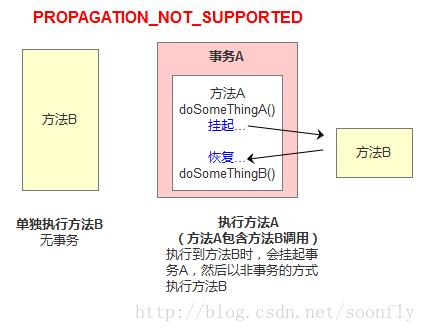 PROPAGATION_NOT_SUPPORTED
方法B
单独执行方法B
无事务
事务A
方法A
doSomeThingA()
挂起...
恢复...
doSomeThingB()
方法B
执行方法A
（方法A包含方法B调用）
执行到方法B时，会挂起事
务A，然后以非事务的方式
执行方法B
http://blog.csdn.net/soonfly